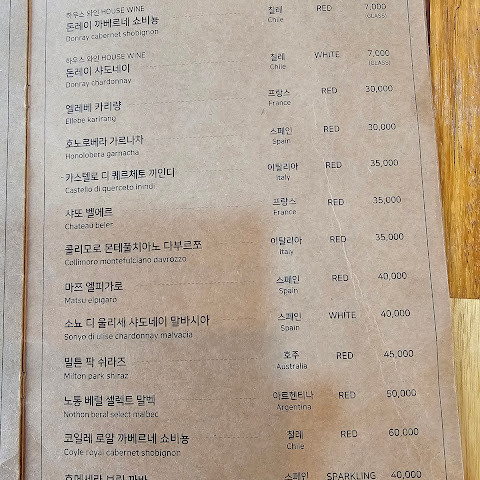 하우스 와인 HOUSE WINE
돈레이 까베르네 쇼비뇽 칠레 RED 7,000
Donray cabernet shobignon Chile (GLASS)
하우스 와인 HOUSE WINE
돈레이 샤도네이 칠레 WHITE 7,000
Donray chardonnay Chile (GLASS)
엘레베 카리량 프랑스 RED 30,000
Ellebe karirang France
호노로베라 가르나차 스페인 RED 30,000
Honolobera garnacha Spain
카스텔로 디 퀘르체토 끼안디 이탈리아 RED 35,000
Castello di querceto inindi Italy
샤또 벨에르 프랑스 RED 35,000
Chateau beler France
콜리모로 몬테풀치아노 다부르쪼 이탈리아 RED 35,000
Collimoro montefulciano davrozzo Italy
마쯔 엘피가로 스페인 RED 40,000
Matsu elpigaro Spain
소뇨 디 울리세 샤도네이 말바시아 스페인 WHITE 40,000
Sonyo di ulise chardonnay malvacia Spain
밀튼 팍 쉬라즈 호주 RED 45,000
Milton park shiraz Australia
노통 베럴 셀렉트 말벡 아르헨티나 RED 50,000
Nothon beral select malbec Argentina
코일레 로얄 까베르네 쇼비뇽 칠레 RED 60,000
Coyle royal cabernet shobignon Chile
스페인 SPARKLING 40,000